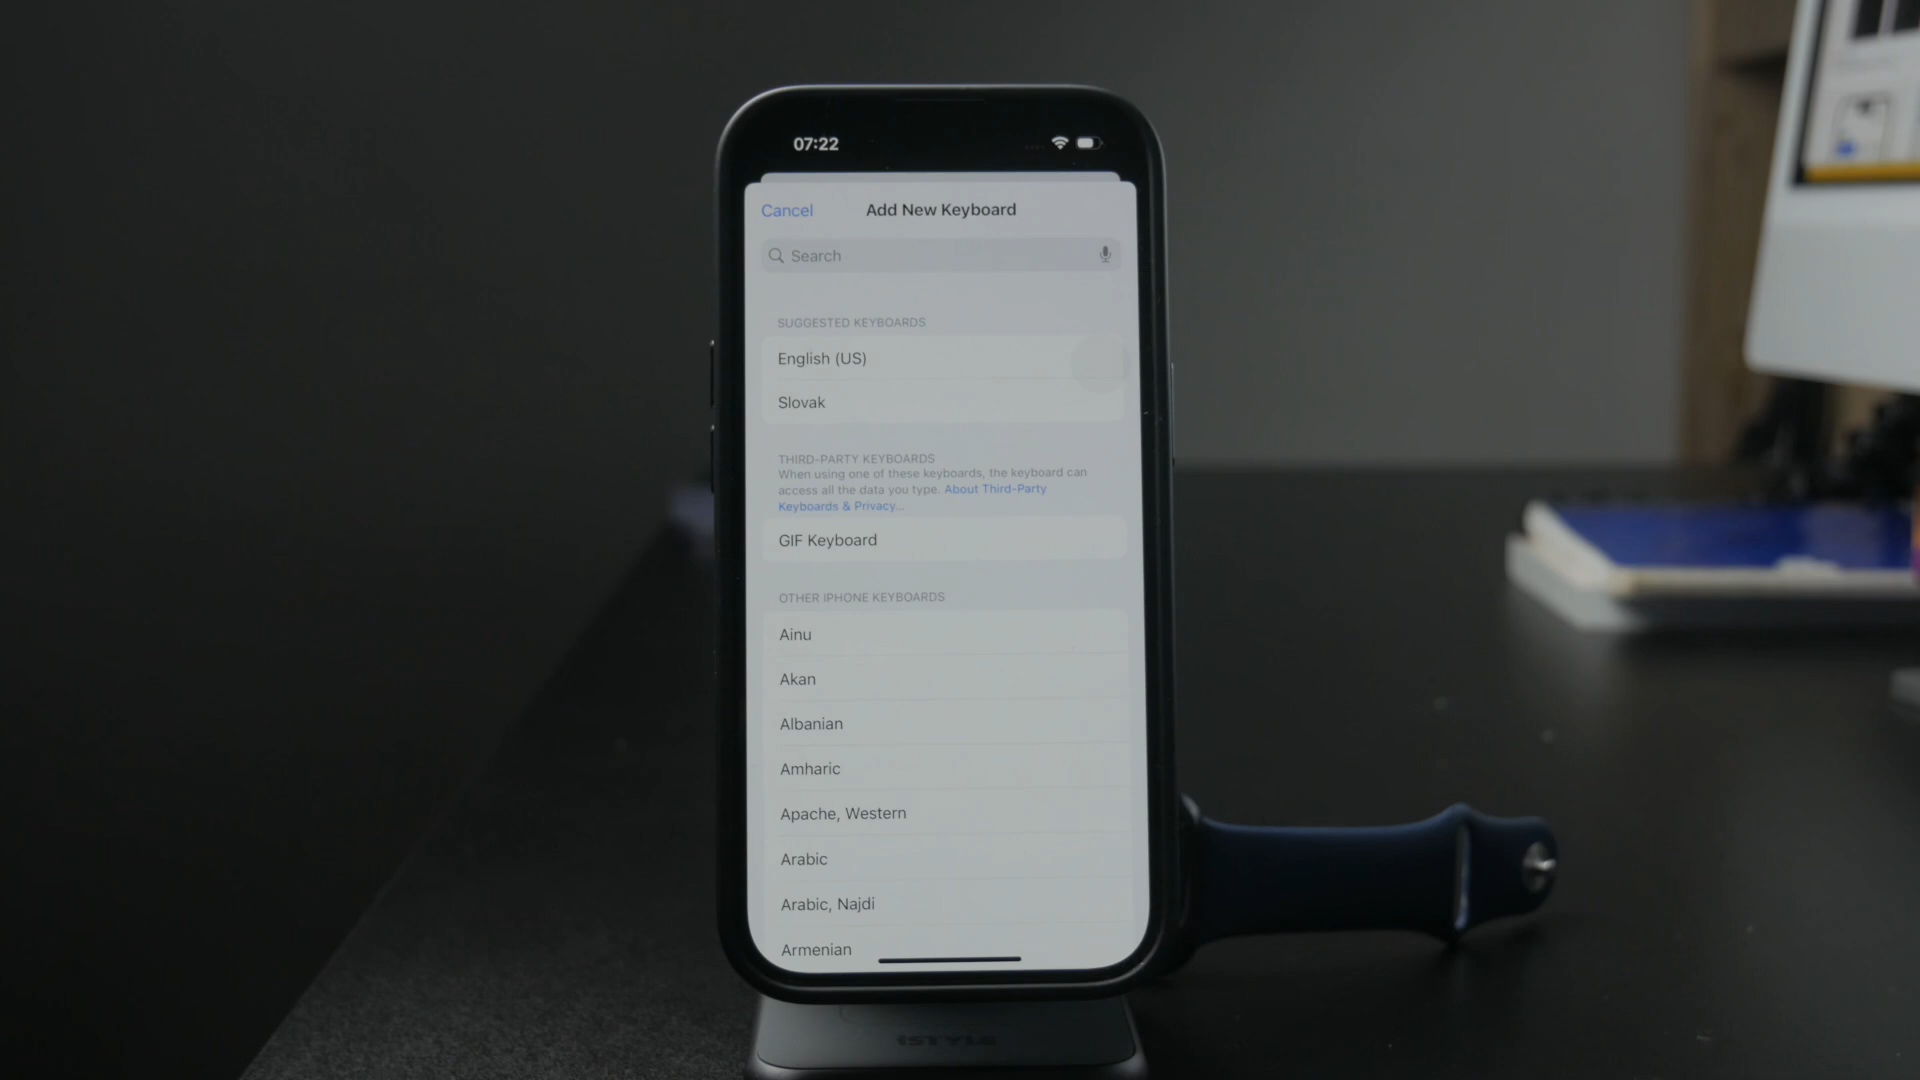 07:22
Cancel
Add New Keyboard
Search
SUGGESTED KEYBOARDS
English (US)
Slovak
THIRD-PARTY KEYBOARDS
When using one of these keyboards, the keyboard can
access all the data you type. About Third-Party
Keyboards & Privacy...
GIF Keyboard
OTHER IPHONE KEYBOARDS
Ainu
Akan
Albanian
Amharic
Apache, Western
Arabic
Arabic, Najdi
Armenian
iSTYLE